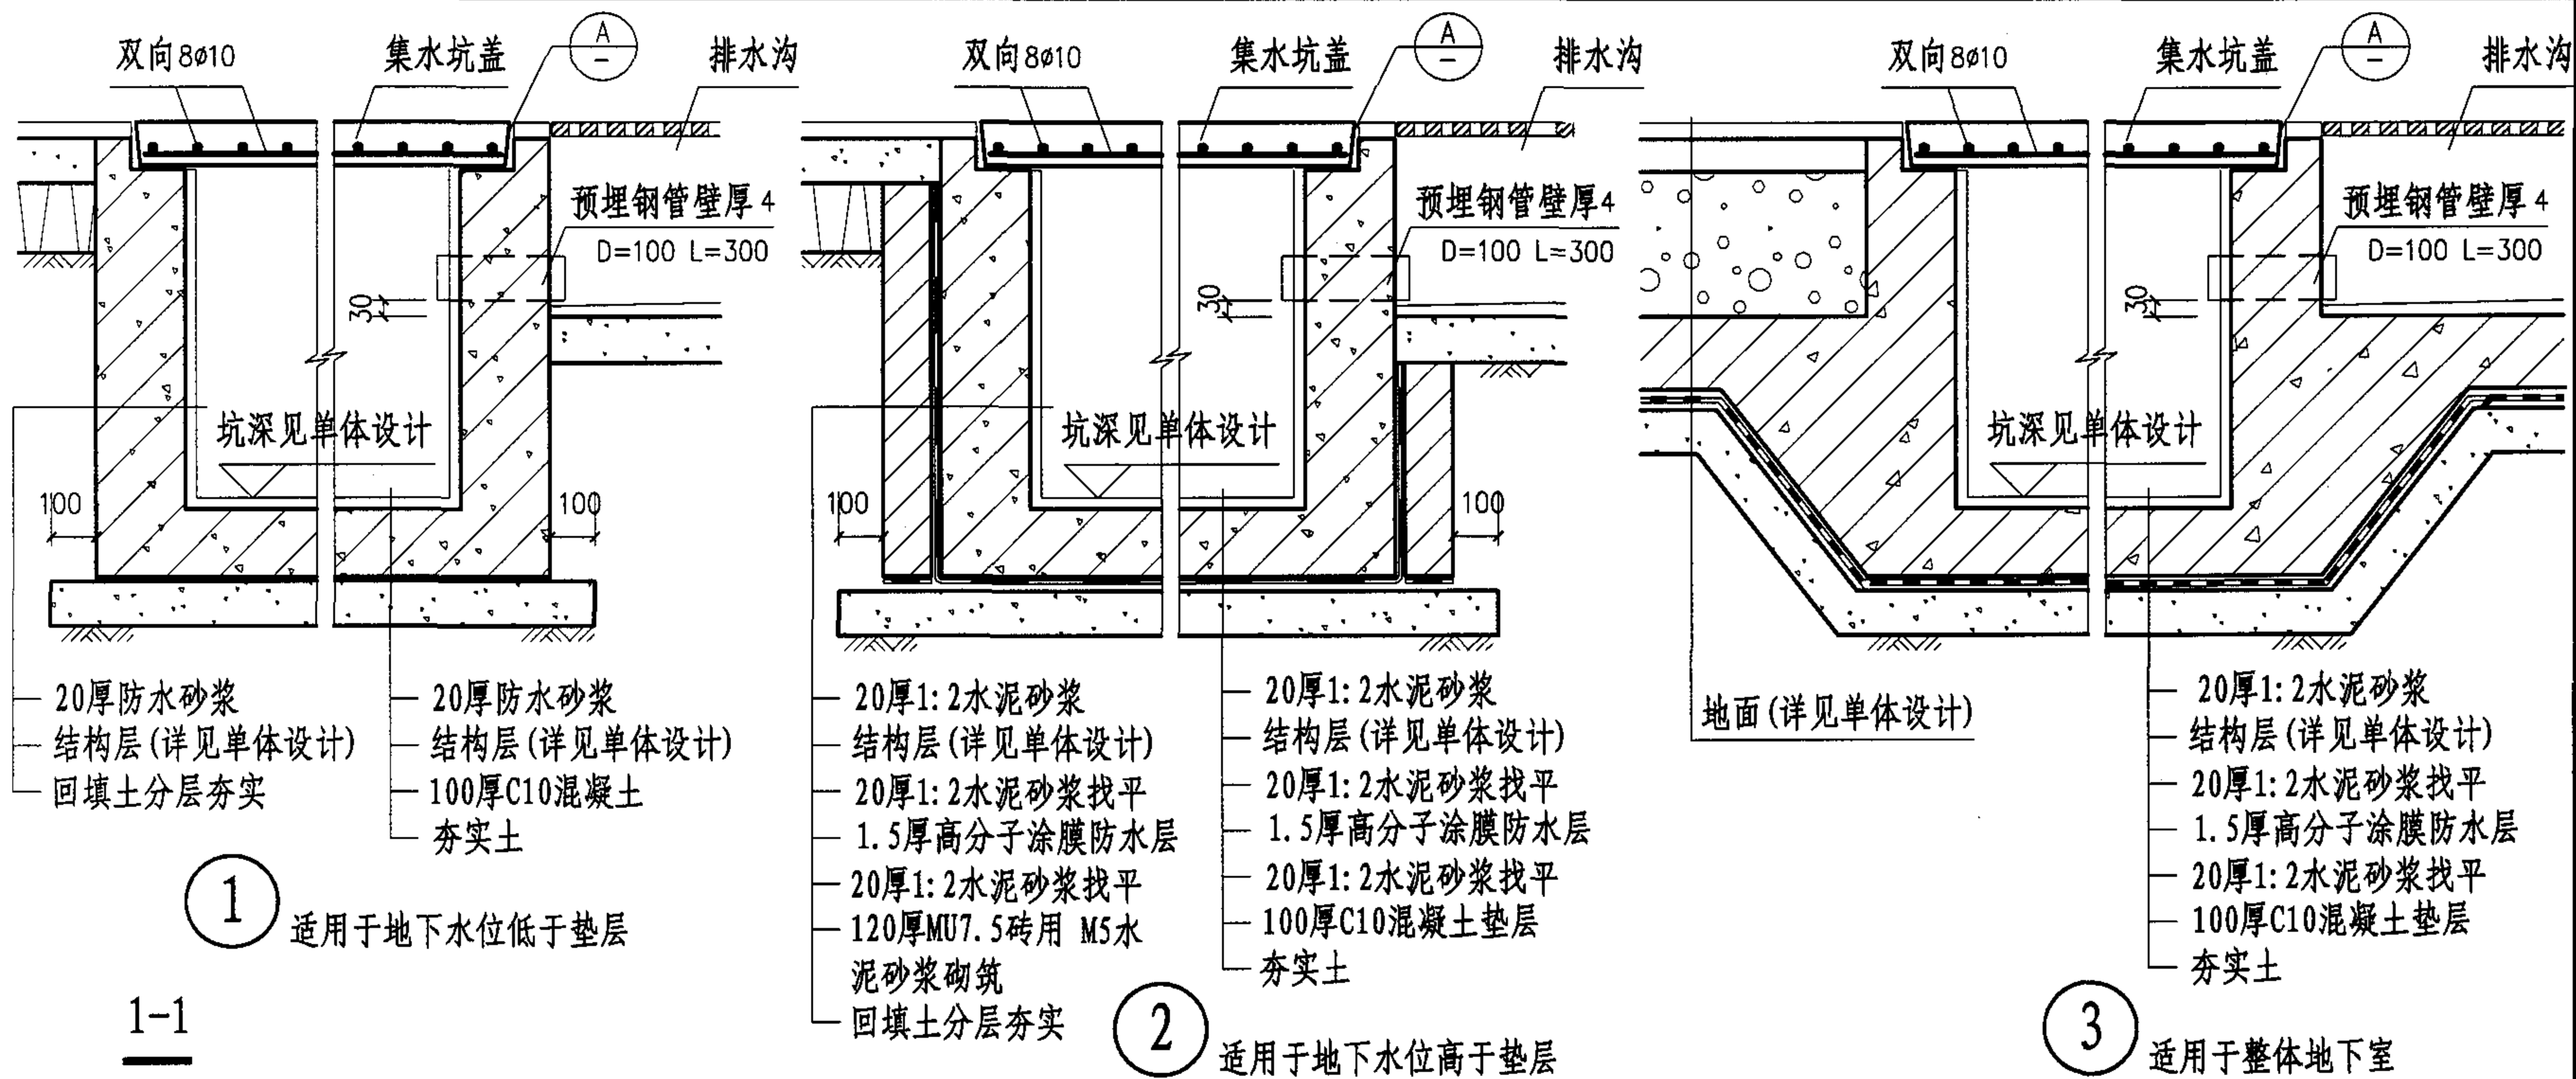 双向8ø10
集水坑盖
A
-
排水沟
预埋钢管壁厚4
D=100 L=300
30
坑深见单体设计
100
100
20厚防水砂浆
结构层(详见单体设计)
回填土分层夯实
20厚防水砂浆
结构层(详见单体设计)
100厚C10混凝土
夯实土
1
适用于地下水位低于垫层
1-1
双向8ø10
集水坑盖
A
-
排水沟
预埋钢管壁厚4
D=100 L=300
30
坑深见单体设计
100
100
20厚1:2水泥砂浆
结构层(详见单体设计)
20厚1:2水泥砂浆找平
1.5厚高分子涂膜防水层
20厚1:2水泥砂浆找平
120厚MU7.5砖用 M5水
泥砂浆砌筑
回填土分层夯实
20厚1:2水泥砂浆
结构层(详见单体设计)
20厚1:2水泥砂浆找平
1.5厚高分子涂膜防水层
20厚1:2水泥砂浆找平
100厚C10混凝土垫层
夯实土
2
适用于地下水位高于垫层
双向8ø10
集水坑盖
A
-
排水沟
预埋钢管壁厚4
D=100 L=300
30
坑深见单体设计
地面(详见单体设计)
20厚1:2水泥砂浆
结构层(详见单体设计)
20厚1:2水泥砂浆找平
1.5厚高分子涂膜防水层
20厚1:2水泥砂浆找平
100厚C10混凝土垫层
夯实土
3
适用于整体地下室